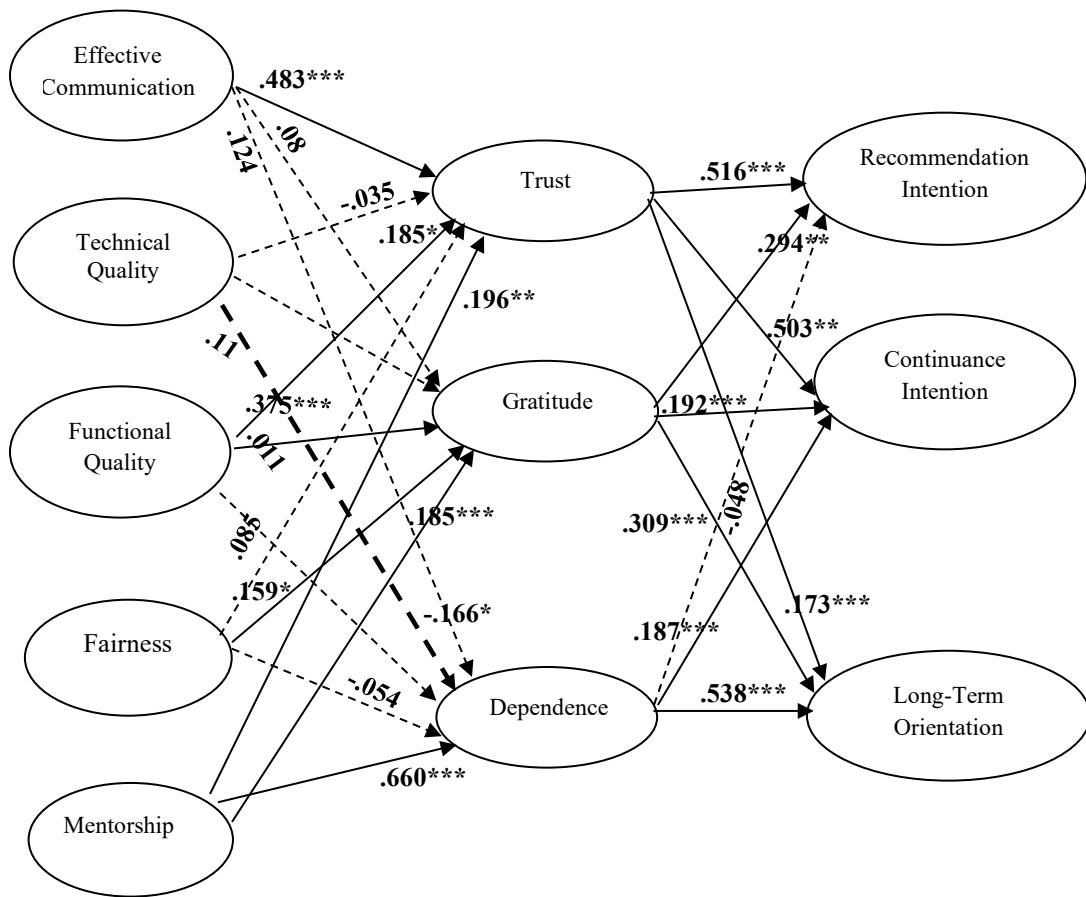 Effective
Communication
.483***
.08
.124
Trust
Recommendation
Intention
.516***
-.035
.185*
Technical
Quality
.294**
.196**
.503**
.11
Continuance
Intention
Gratitude
.375***
.192***
Functional
Quality
.011
.085
.185***
-.048
.309***
.159*
-.166*
.173***
.187***
Fairness
-.054
Dependence
.538***
Long-Term
Orientation
.660***
Mentorship